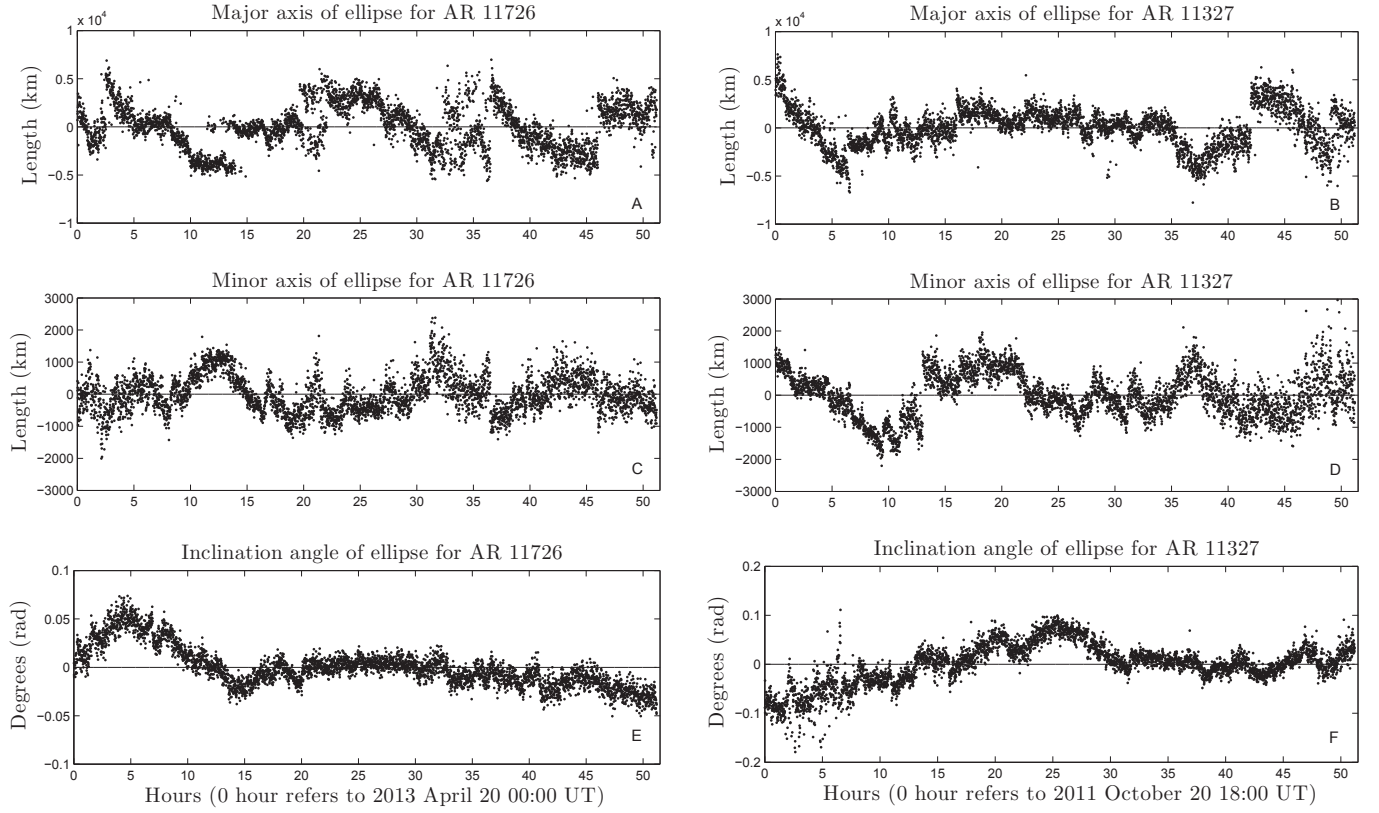 Major axis of ellipse for AR 11726
x 10⁴
1
0.5
0
−0.5
−1
Length (km)
A
0 5 10 15 20 25 30 35 40 45 50
Major axis of ellipse for AR 11327
x 10⁴
1
0.5
0
−0.5
−1
Length (km)
B
0 5 10 15 20 25 30 35 40 45 50
Minor axis of ellipse for AR 11726
3000
2000
1000
0
−1000
−2000
−3000
Length (km)
C
0 5 10 15 20 25 30 35 40 45 50
Minor axis of ellipse for AR 11327
3000
2000
1000
0
−1000
−2000
−3000
Length (km)
D
0 5 10 15 20 25 30 35 40 45 50
Inclination angle of ellipse for AR 11726
0.1
0.05
0
−0.05
−0.1
Degrees (rad)
E
0 5 10 15 20 25 30 35 40 45 50
Hours (0 hour refers to 2013 April 20 00:00 UT)
Inclination angle of ellipse for AR 11327
0.2
0.1
0
−0.1
−0.2
Degrees (rad)
F
0 5 10 15 20 25 30 35 40 45 50
Hours (0 hour refers to 2011 October 20 18:00 UT)